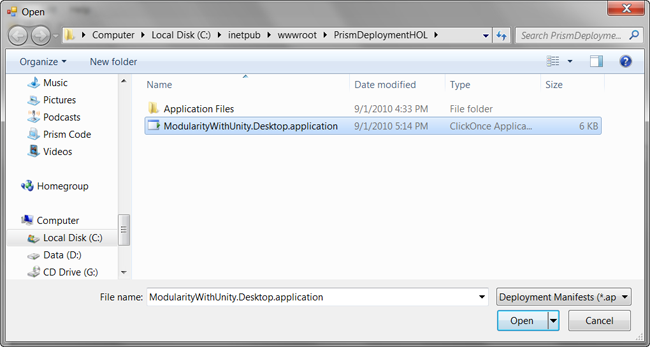 Open
Computer Local Disk (C:) inetpub wwwroot PrismDeploymentHOL Search PrismDeployme...
Organize New folder
Name Date modified Type Size
Music
Pictures
Podcasts
Prism Code
Videos
Homegroup
Computer
Local Disk (C:)
Data (D:)
CD Drive (G:)
Application Files 9/1/2010 4:33 PM File folder
ModularityWithUnity.Desktop.application 9/1/2010 5:14 PM ClickOnce Applica... 6 KB
File name: ModularityWithUnity.Desktop.application Deployment Manifests (*.ap
Open Cancel